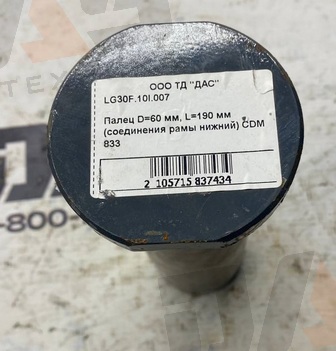 ООО ТД "ДАС"
LG30F.10I.007
Палец D=60 мм, L=190 мм
(соединения рамы нижний) CDM
833
2 105715 837434
-800-